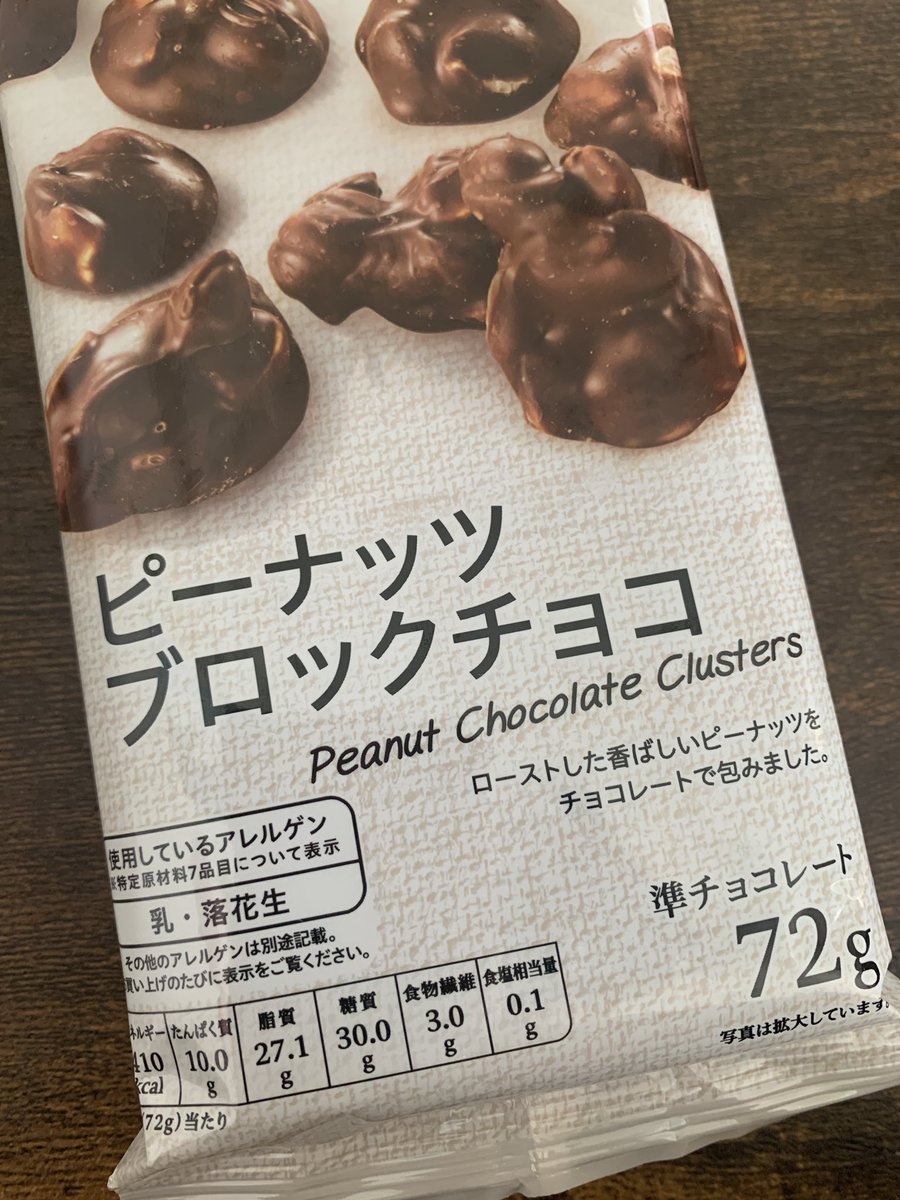 ピーナッツ
ブロックチョコ
Peanut Chocolate Clusters
ローストした香ばしいピーナッツを
チョコレートで包みました。
使用しているアレルゲン
※特定原材料7品目について表示
乳・落花生
その他のアレルゲンは別途記載。
買い上げのたびに表示をご覧ください。
準チョコレート
72g
写真は拡大しています。
ネルギー たんぱく質 脂質 糖質 食物繊維 食塩相当量
410 kcal 10.0 g 27.1 g 30.0 g 3.0 g 0.1 g
(72g)当たり